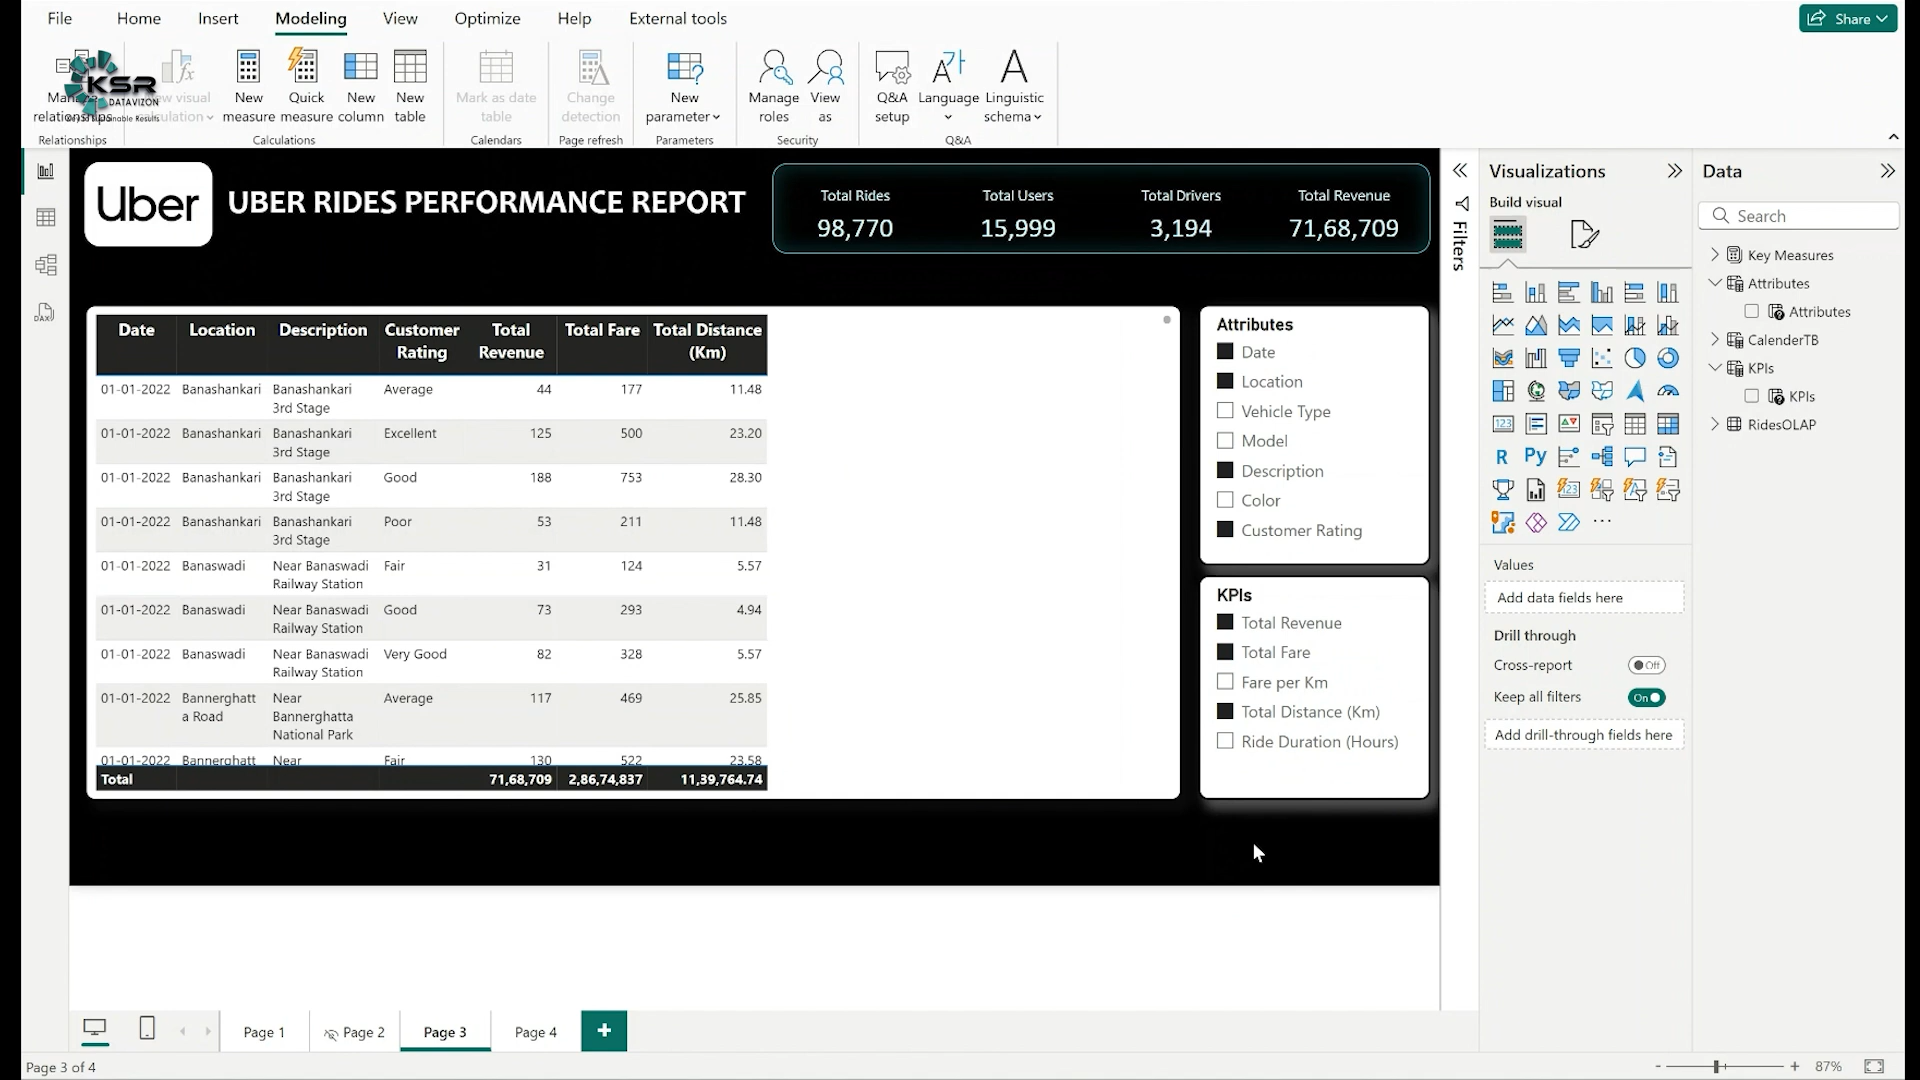 File Home Insert Modeling View Optimize Help External tools Share
New measure
Quick measure
New column
New table
Mark as date table
Change detection
New parameter
Manage roles
View as
Q&A setup
Language
Linguistic schema
KSR
DATAVIZON
Relationships Calculations Calendars Page refresh Parameters Security Q&A
Uber
UBER RIDES PERFORMANCE REPORT
Total Rides Total Users Total Drivers Total Revenue
98,770 15,999 3,194 71,68,709
Date Location Description Customer Rating Total Revenue Total Fare Total Distance (Km)
01-01-2022 Banashankari Banashankari 3rd Stage Average 44 177 11.48
01-01-2022 Banashankari Banashankari 3rd Stage Excellent 125 500 23.20
01-01-2022 Banashankari Banashankari 3rd Stage Good 188 753 28.30
01-01-2022 Banashankari Banashankari 3rd Stage Poor 53 211 11.48
01-01-2022 Banaswadi Near Banaswadi Railway Station Fair 31 124 5.57
01-01-2022 Banaswadi Near Banaswadi Railway Station Good 73 293 4.94
01-01-2022 Banaswadi Near Banaswadi Railway Station Very Good 82 328 5.57
01-01-2022 Bannerghatt a Road Near Bannerghatta National Park Average 117 469 25.85
01-01-2022 Bannerghatt Near Fair 130 522 23.58
Total 71,68,709 2,86,74,837 11,39,764.74
Attributes
Date
Location
Vehicle Type
Model
Description
Color
Customer Rating
KPIs
Total Revenue
Total Fare
Fare per Km
Total Distance (Km)
Ride Duration (Hours)
Filters
Visualizations
Build visual
123
R Py
Values
Add data fields here
Drill through
Cross-report Off
Keep all filters On
Add drill-through fields here
Data
Search
Key Measures
Attributes
Attributes
CalenderTB
KPIs
KPIs
RidesOLAP
Page 1 Page 2 Page 3 Page 4 +
Page 3 of 4
- + 87%